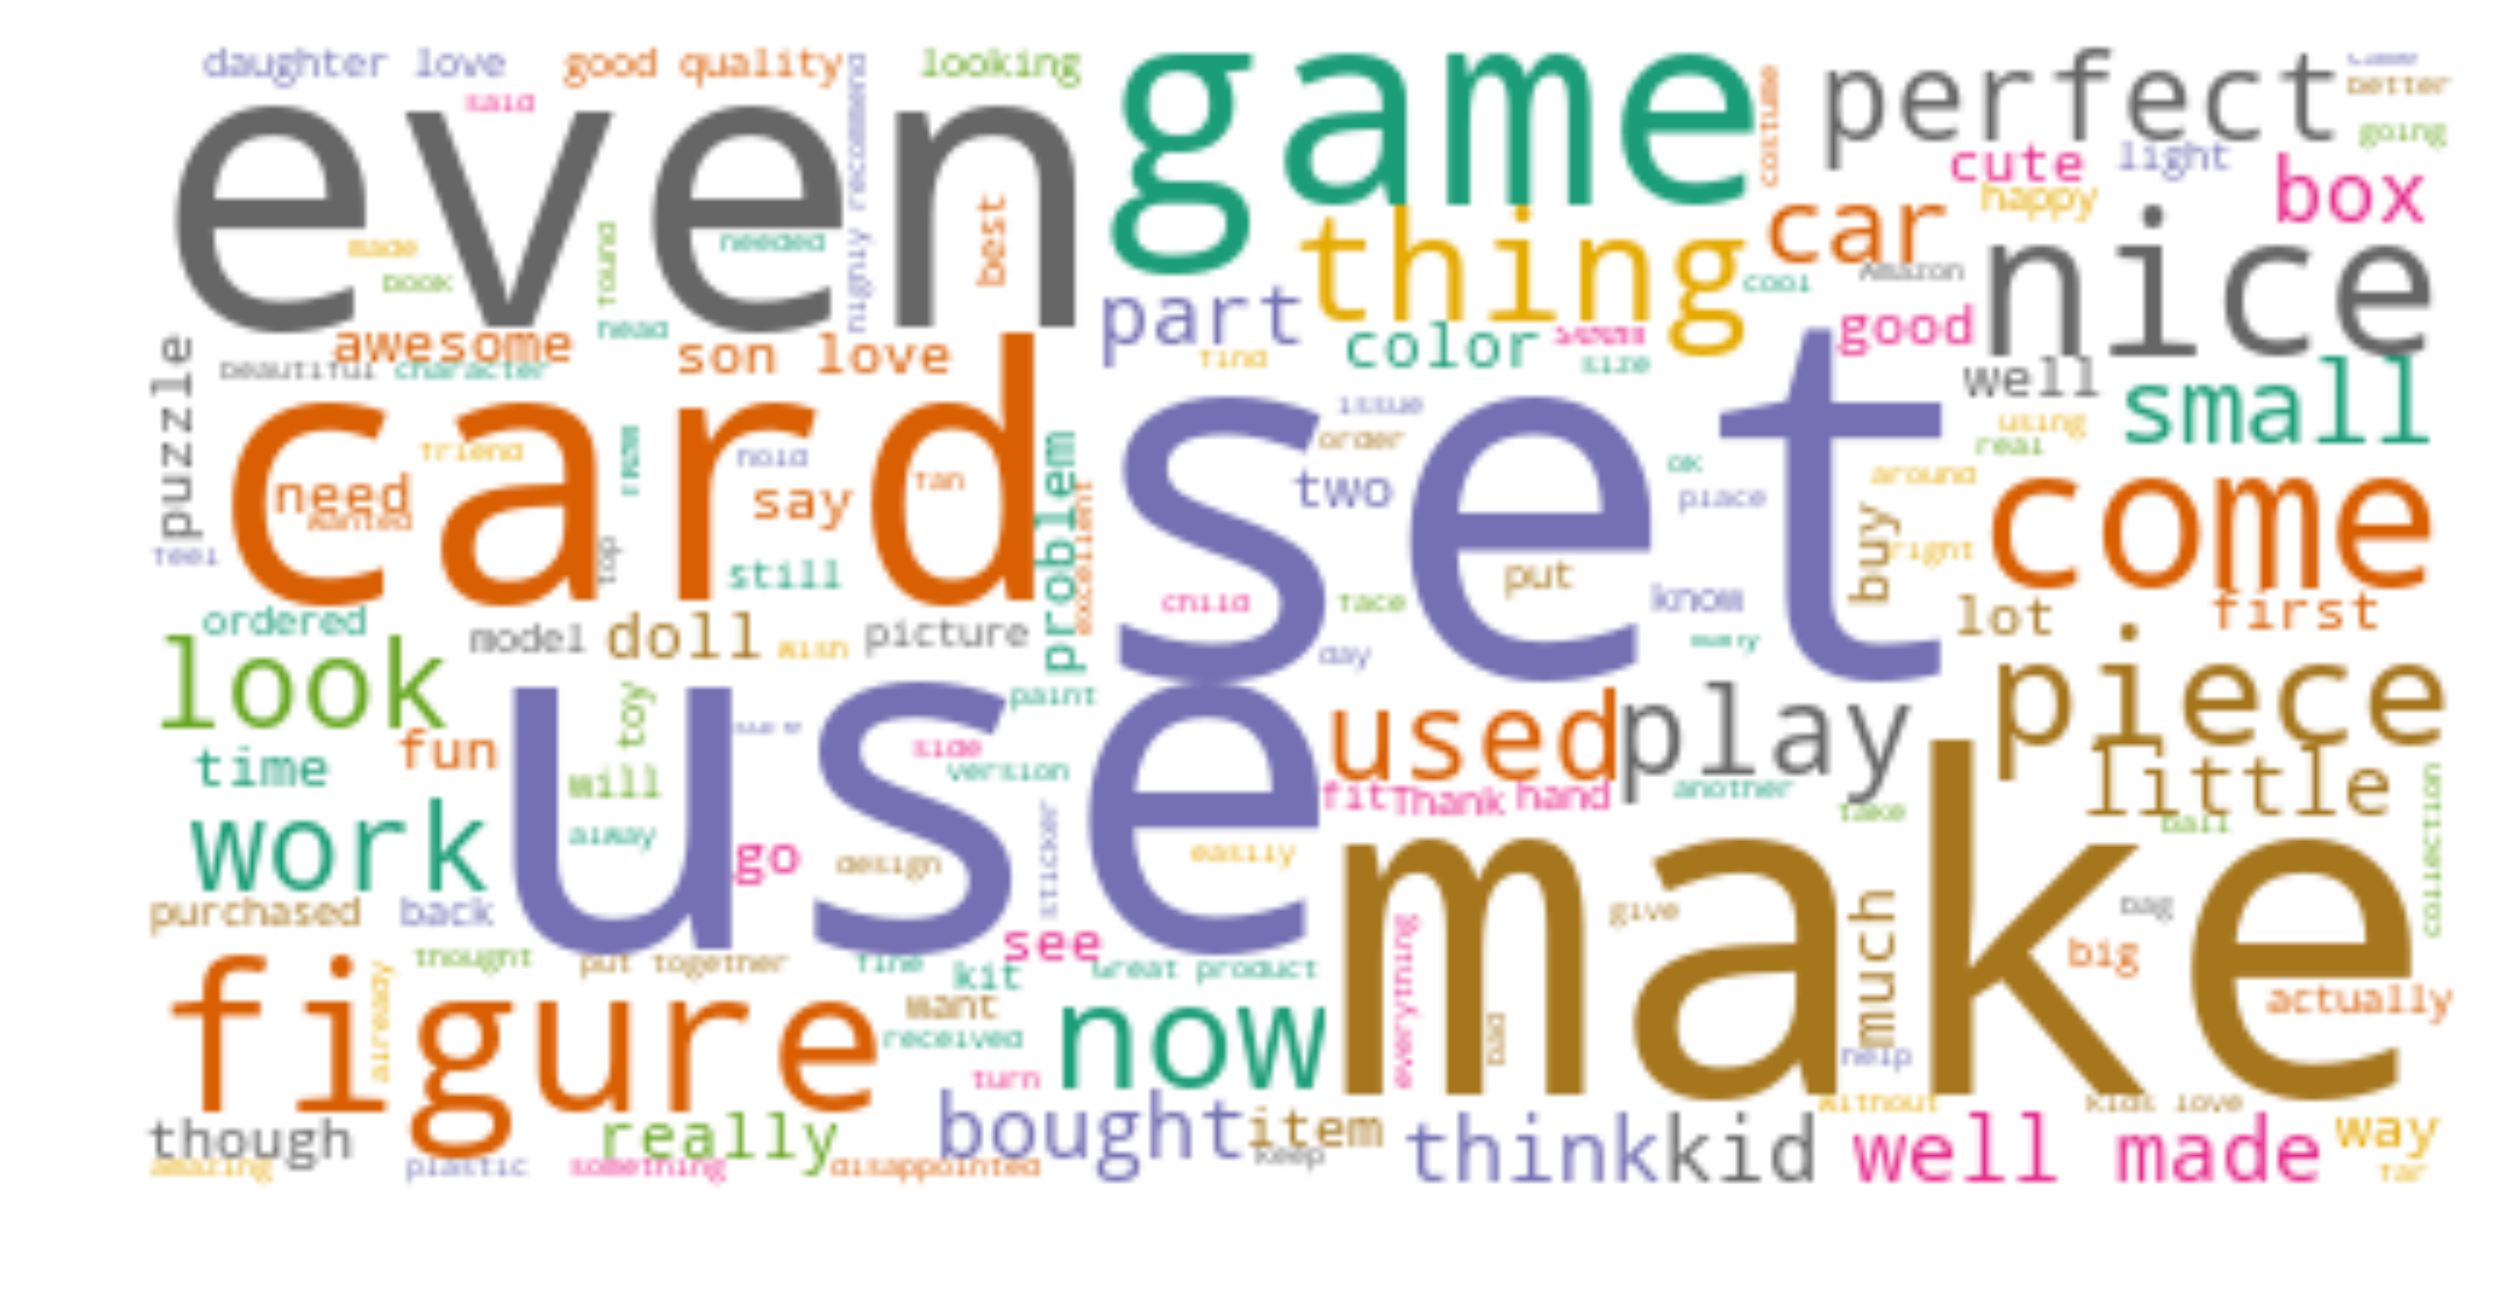 daughter love
good quality
looking
game
perfect
better
said
even
highly recommend
costume
going
cute
light
box
happy
best
made
book
found
needed
thing
car
cool
Amazon
nice
part
color
good
head
awesome
son love
find
size
beautiful
character
puzzle
card
set
issue
order
well
small
using
real
friend
hold
fan
need
wanted
say
problem
excellent
two
ok
place
around
come
buy
right
feel
top
still
put
child
face
know
lot
first
ordered
model
doll
wish
picture
day
look
use
toy
paint
used
play
piece
time
fun
side
version
will
fit
Thank
hand
another
take
little
ball
collection
work
alway
go
design
sticker
easily
make
purchased
back
see
everything
give
much
bag
big
figure
already
thought
put together
fine
kit
Great product
want
now
received
turn
actually
help
though
really
bought
item
think
kid
without
kids love
well made
way
amazing
plastic
something
disappointed
keep